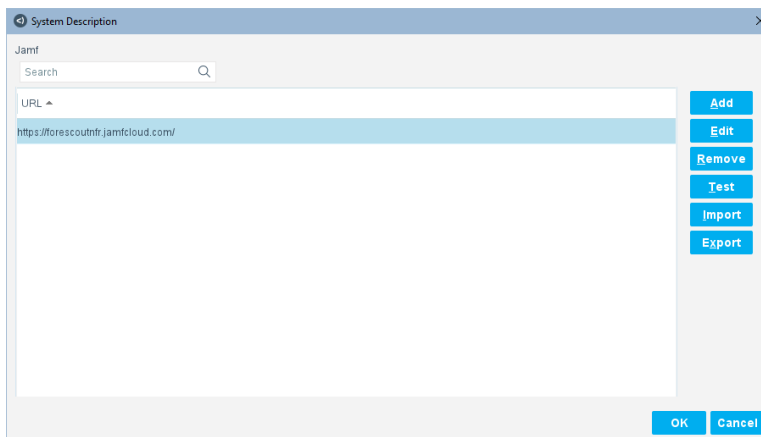 System Description
Jamf
Search
URL
https://forescoutnfr.jamfcloud.com/
Add
Edit
Remove
Test
Import
Export
OK
Cancel